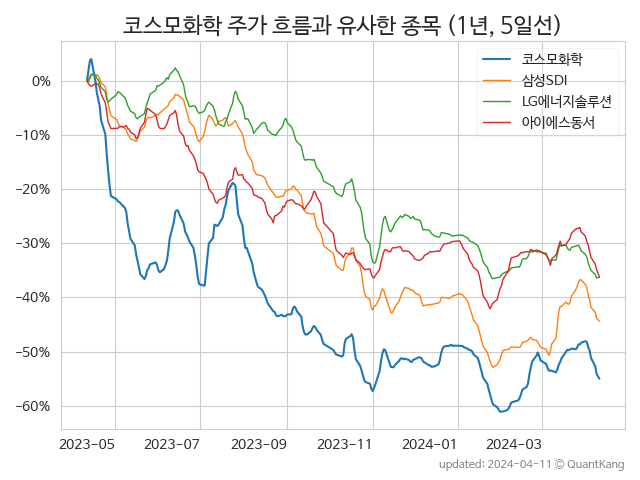 코스모화학 주가 흐름과 유사한 종목 (1년, 5일선)
코스모화학
삼성SDI
LG에너지솔루션
아이에스동서
0%
−10%
−20%
−30%
−40%
−50%
−60%
2023-05 2023-07 2023-09 2023-11 2024-01 2024-03
updated: 2024-04-11 © QuantKang